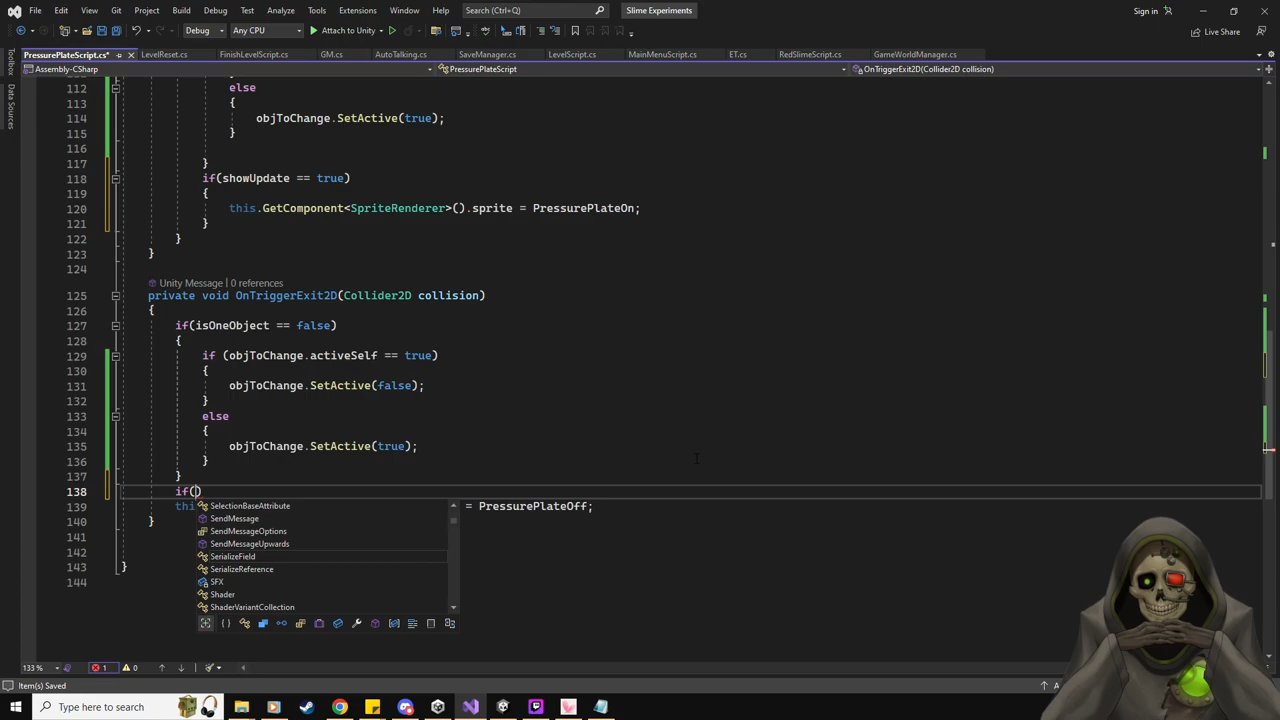 File Edit View Git Project Build Debug Test Analyze Tools Extensions Window Help Search (Ctrl+Q) Slime Experiments Sign in
Debug Any CPU Attach to Unity Live Share
PressurePlateScript.cs* LevelReset.cs FinishLevelScript.cs GM.cs AutoTalking.cs SaveManager.cs LevelScript.cs MainMenuScript.cs ET.cs RedSlimeScript.cs GameWorldManager.cs
Toolbox
Data Sources
Assembly-CSharp PressurePlateScript OnTriggerExit2D(Collider2D collision)
112 else
113 {
114 objToChange.SetActive(true);
115 }
116
117 }
118 if(showUpdate == true)
119 {
120 this.GetComponent<SpriteRenderer>().sprite = PressurePlateOn;
121 }
122 }
123 }
124
Unity Message | 0 references
125 private void OnTriggerExit2D(Collider2D collision)
126 {
127 if(isOneObject == false)
128 {
129 if (objToChange.activeSelf == true)
130 {
131 objToChange.SetActive(false);
132 }
133 else
134 {
135 objToChange.SetActive(true);
136 }
137 }
138 if()
139 thi = PressurePlateOff;
140 }
141
142
143 }
144
SelectionBaseAttribute
SendMessage
SendMessageOptions
SendMessageUpwards
SerializeField
SerializeReference
SFX
Shader
ShaderVariantCollection
133 % 1 0
Item(s) Saved
Type here to search